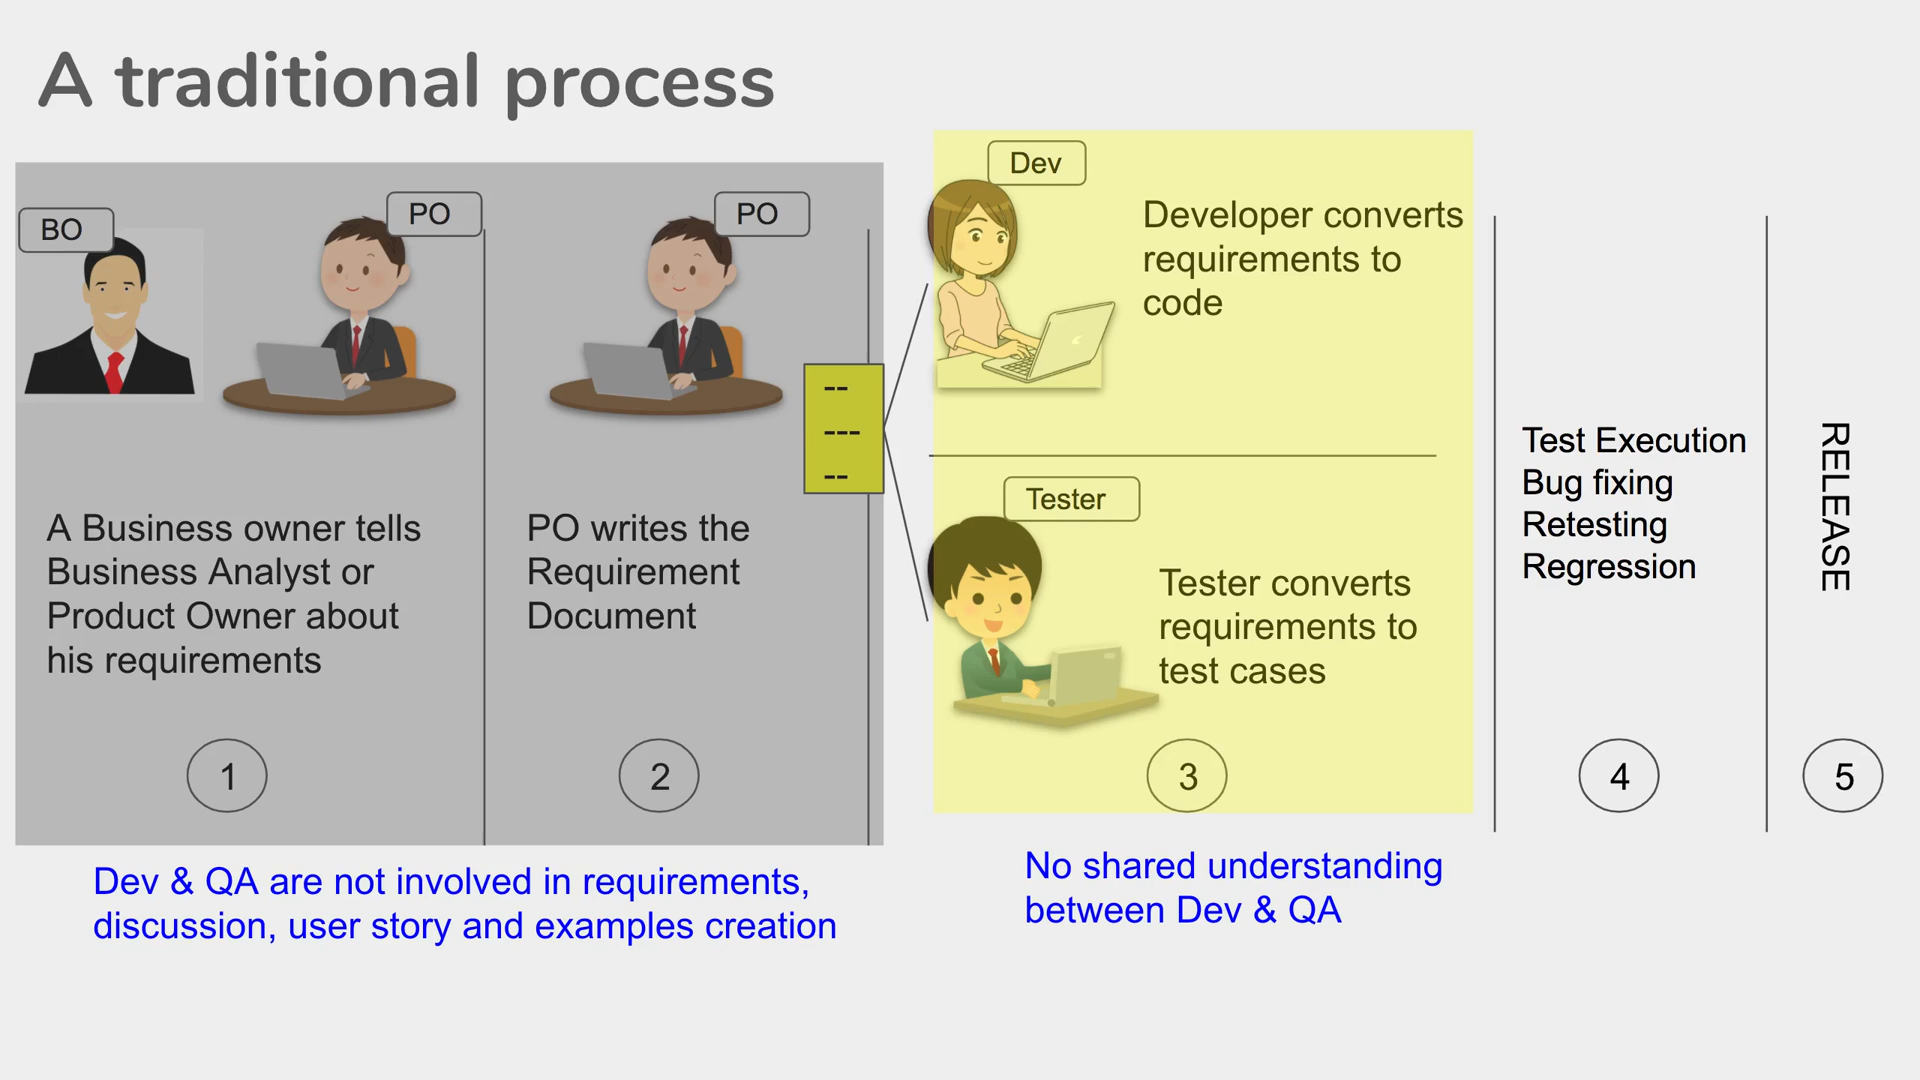 A traditional process
BO
PO
PO
Dev
Developer converts
requirements to
code
--
---
--
Tester
Tester converts
requirements to
test cases
A Business owner tells
Business Analyst or
Product Owner about
his requirements
PO writes the
Requirement
Document
Test Execution
Bug fixing
Retesting
Regression
RELEASE
1
2
3
4
5
Dev & QA are not involved in requirements,
discussion, user story and examples creation
No shared understanding
between Dev & QA